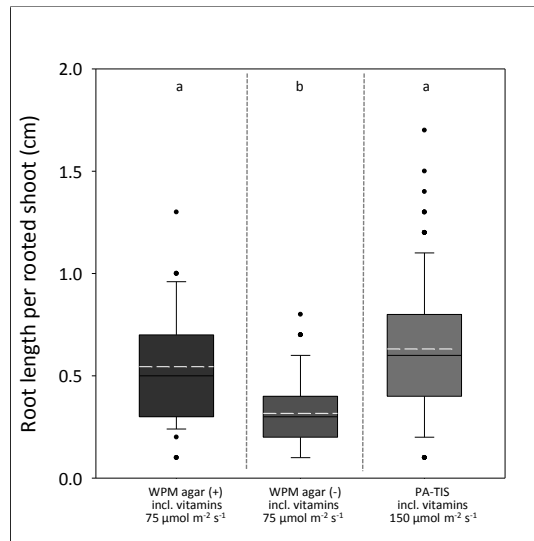 Root length per rooted shoot (cm)
2.0
1.5
1.0
0.5
0.0
a b a
WPM agar (+)
incl. vitamins
75 µmol m⁻² s⁻¹
WPM agar (-)
incl. vitamins
75 µmol m⁻² s⁻¹
PA-TIS
incl. vitamins
150 µmol m⁻² s⁻¹